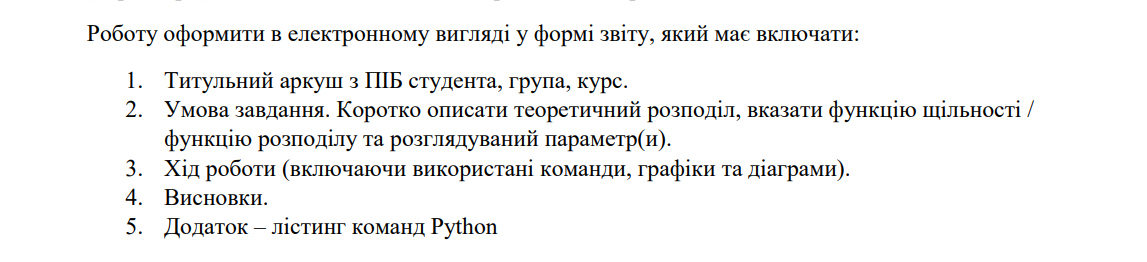 Роботу оформити в електронному вигляді у формі звіту, який має включати:
1. Титульний аркуш з ПІБ студента, група, курс.
2. Умова завдання. Коротко описати теоретичний розподіл, вказати функцію щільності /
функцію розподілу та розглядуваний параметр(и).
3. Хід роботи (включаючи використані команди, графіки та діаграми).
4. Висновки.
5. Додаток – лістинг команд Python